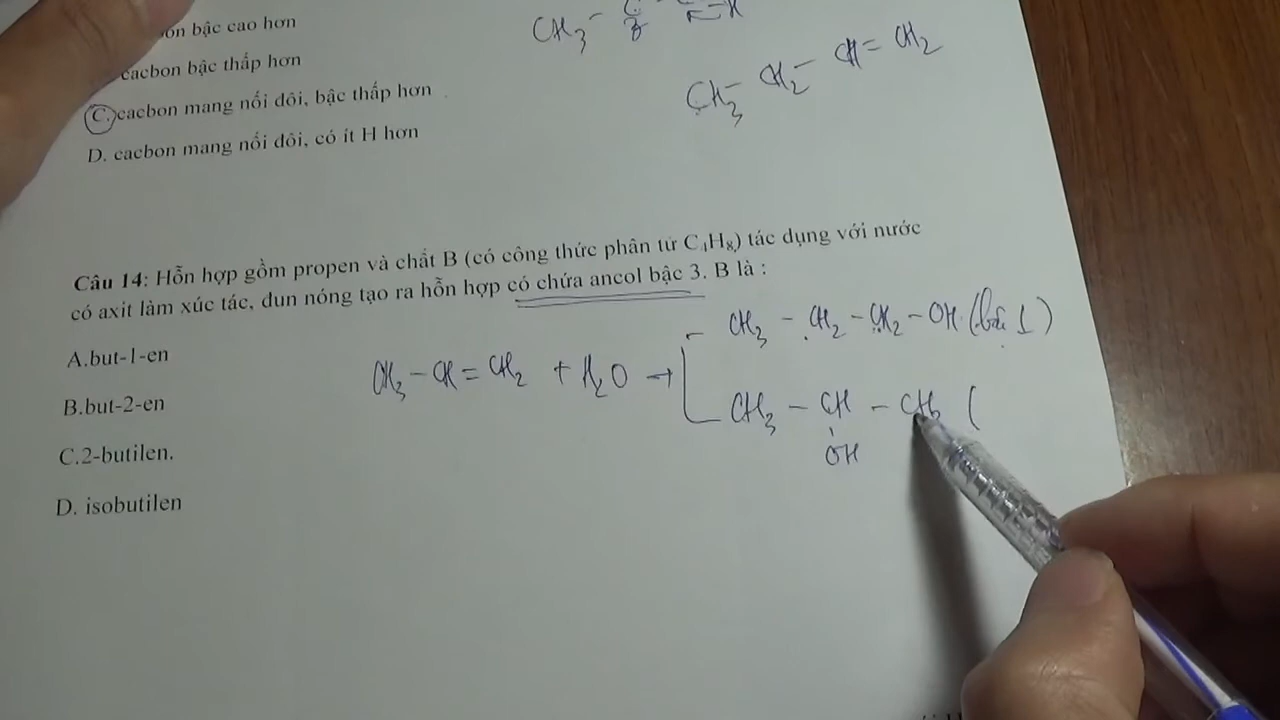 bậc cao hơn
cacbon bậc thấp hơn
C. cacbon mang nối đôi, bậc thấp hơn
D. cacbon mang nối đôi, có ít H hơn
CH3 -
CH3 - CH2 - CH = CH2
Câu 14: Hỗn hợp gồm propen và chất B (có công thức phân tử C4H8) tác dụng với nước
có axit làm xúc tác, đun nóng tạo ra hỗn hợp có chứa ancol bậc 3. B là :
A.but-1-en
B.but-2-en
C.2-butilen.
D. isobutilen
CH3 - CH2 - CH2 - OH (bậc 1)
CH3 - CH = CH2 + H2O →
CH3 - CH - CH3 (
OH